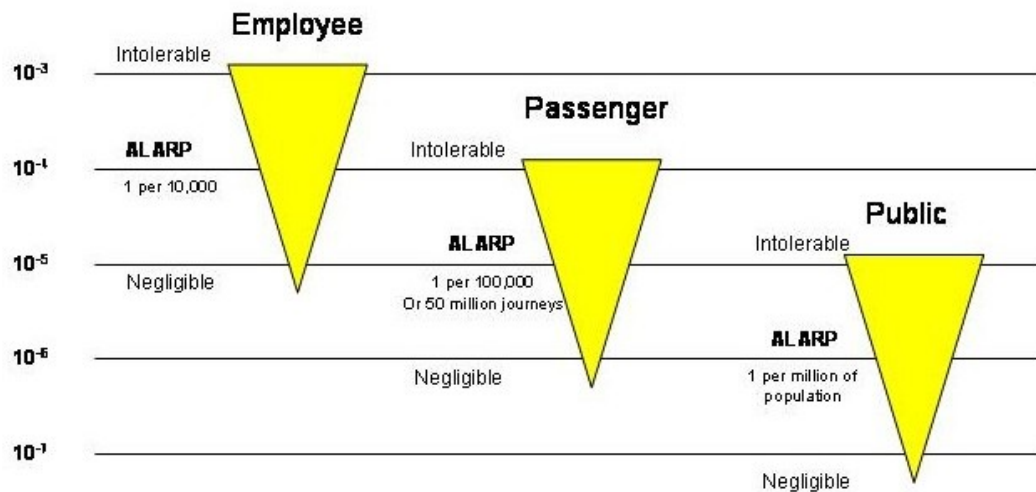 Employee
Intolerable
10⁻³
Passenger
ALARP
Intolerable
10⁻⁴
1 per 10,000
Public
ALARP
Intolerable
10⁻⁵
Negligible
1 per 100,000
Or 50 million journeys
ALARP
10⁻⁶
Negligible
1 per million of
population
10⁻⁷
Negligible